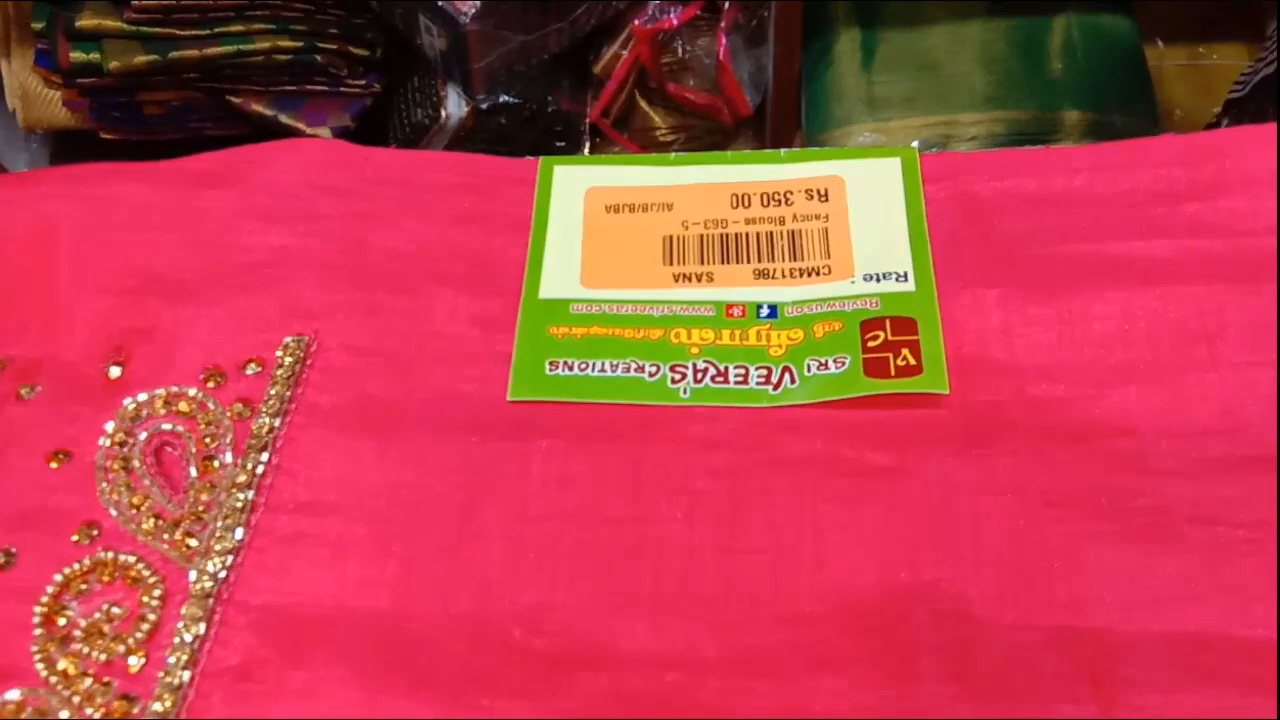 SRI VEERA'S CREATIONS
ஸ்ரீ வீராஸ் கிரியேஷன்ஸ்
Review us on f g+ www.sriveeras.com
Rate :
CM431786 SANA
Fancy Blouse - G63-5
Rs.350.00 AI/JB/BJBA
VC